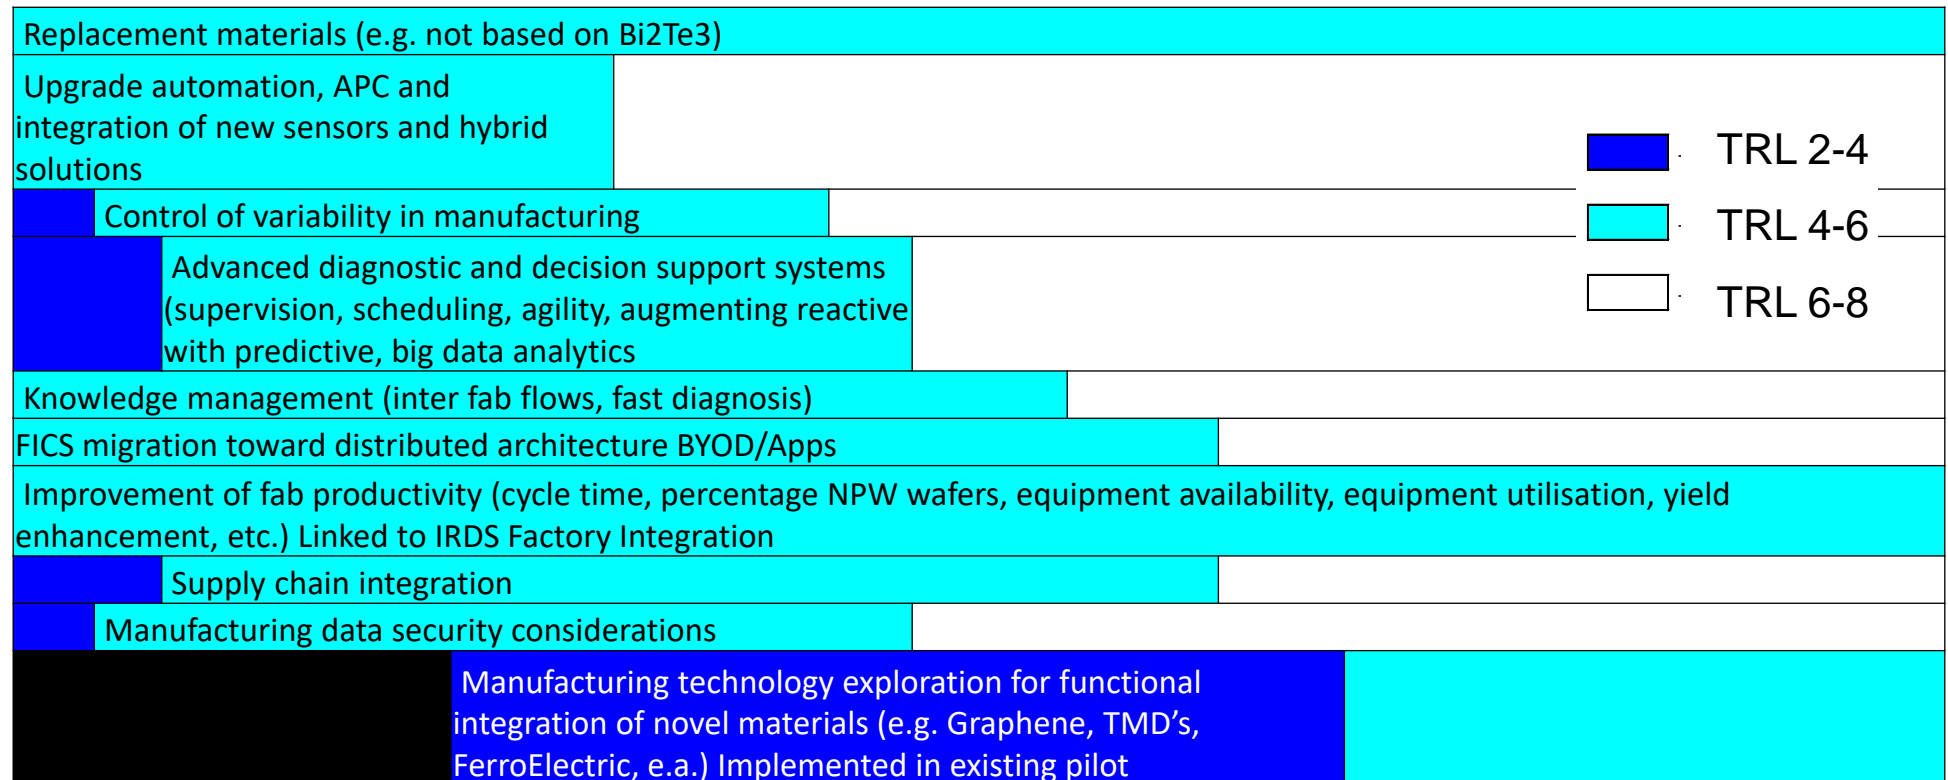 Replacement materials (e.g. not based on Bi2Te3)
Upgrade automation, APC and
integration of new sensors and hybrid
solutions
Control of variability in manufacturing
Advanced diagnostic and decision support systems
(supervision, scheduling, agility, augmenting reactive
with predictive, big data analytics
Knowledge management (inter fab flows, fast diagnosis)
FICS migration toward distributed architecture BYOD/Apps
Improvement of fab productivity (cycle time, percentage NPW wafers, equipment availability, equipment utilisation, yield
enhancement, etc.) Linked to IRDS Factory Integration
Supply chain integration
Manufacturing data security considerations
Manufacturing technology exploration for functional
integration of novel materials (e.g. Graphene, TMD’s,
FerroElectric, e.a.) Implemented in existing pilot
TRL 2-4
TRL 4-6
TRL 6-8